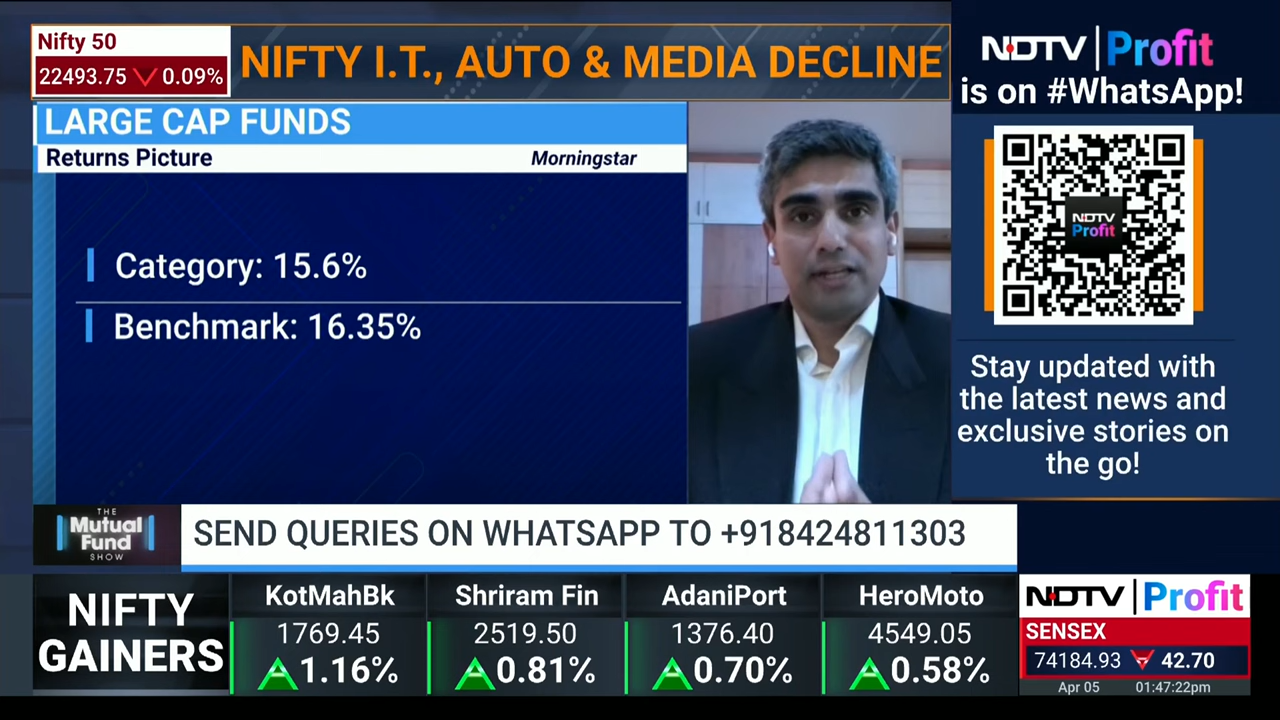 Nifty 50
22493.75 0.09%
NIFTY I.T., AUTO & MEDIA DECLINE
LARGE CAP FUNDS
Returns Picture
Morningstar
Category: 15.6%
Benchmark: 16.35%
NDTV Profit
is on #WhatsApp!
NDTV
Profit
Stay updated with
the latest news and
exclusive stories on
the go!
THE
Mutual
Fund
SHOW
SEND QUERIES ON WHATSAPP TO +918424811303
NIFTY
GAINERS
KotMahBk
1769.45
1.16%
Shriram Fin
2519.50
0.81%
AdaniPort
1376.40
0.70%
HeroMoto
4549.05
0.58%
NDTV Profit
SENSEX
74184.93 42.70
Apr 05 01:47:22pm